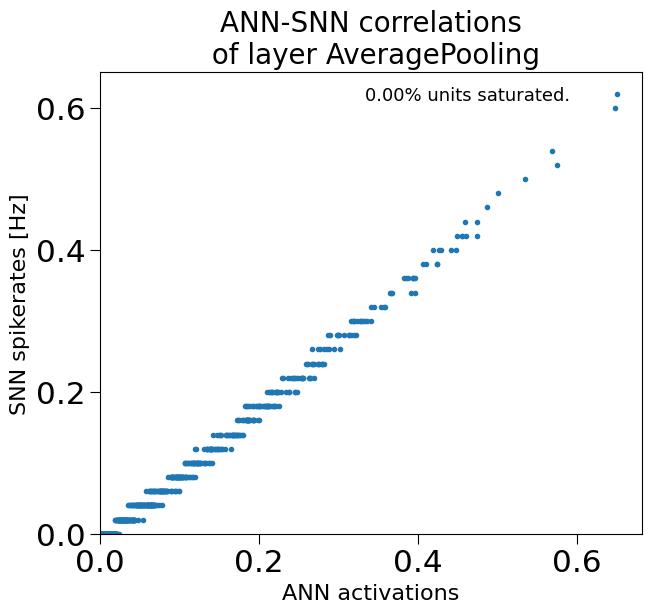 ANN-SNN correlations
of layer AveragePooling
0.00% units saturated.
SNN spikerates [Hz]
0.6
0.4
0.2
0.0
0.0 0.2 0.4 0.6
ANN activations